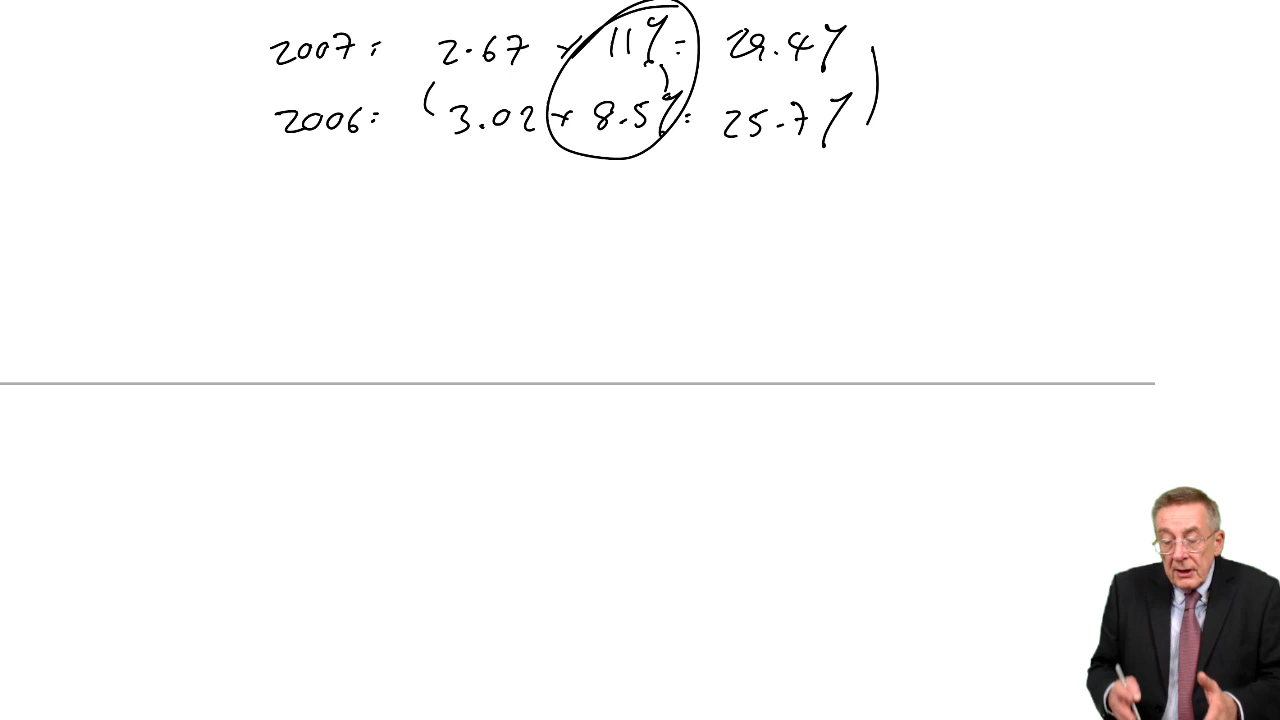 2007: 2.67 × 11% = 29.4%
2006: (3.02 × 8.5% = 25.7%)